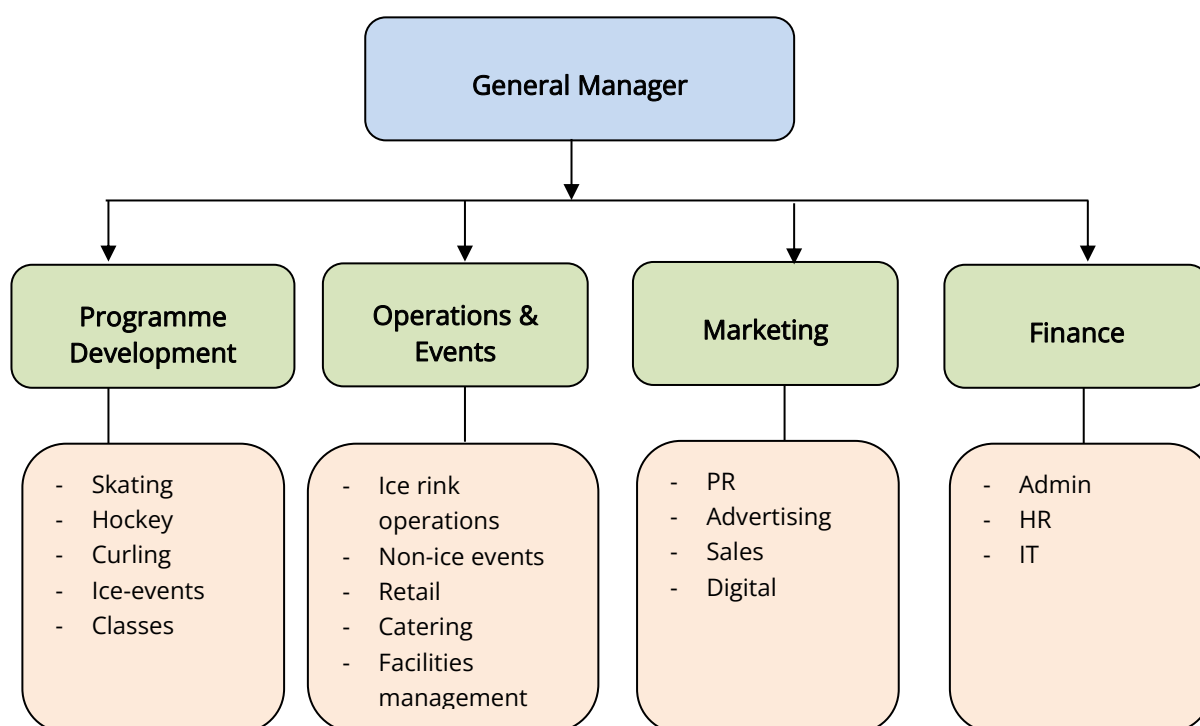 General Manager
Programme
Development
Operations &
Events
Marketing
Finance
- Skating
- Hockey
- Curling
- Ice-events
- Classes
- Ice rink
operations
- Non-ice events
- Retail
- Catering
- Facilities
management
- PR
- Advertising
- Sales
- Digital
- Admin
- HR
- IT